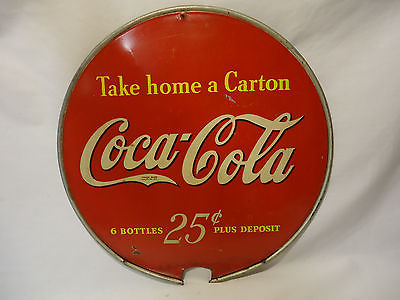 Take home a Carton
Coca-Cola
6 BOTTLES 25¢ PLUS DEPOSIT